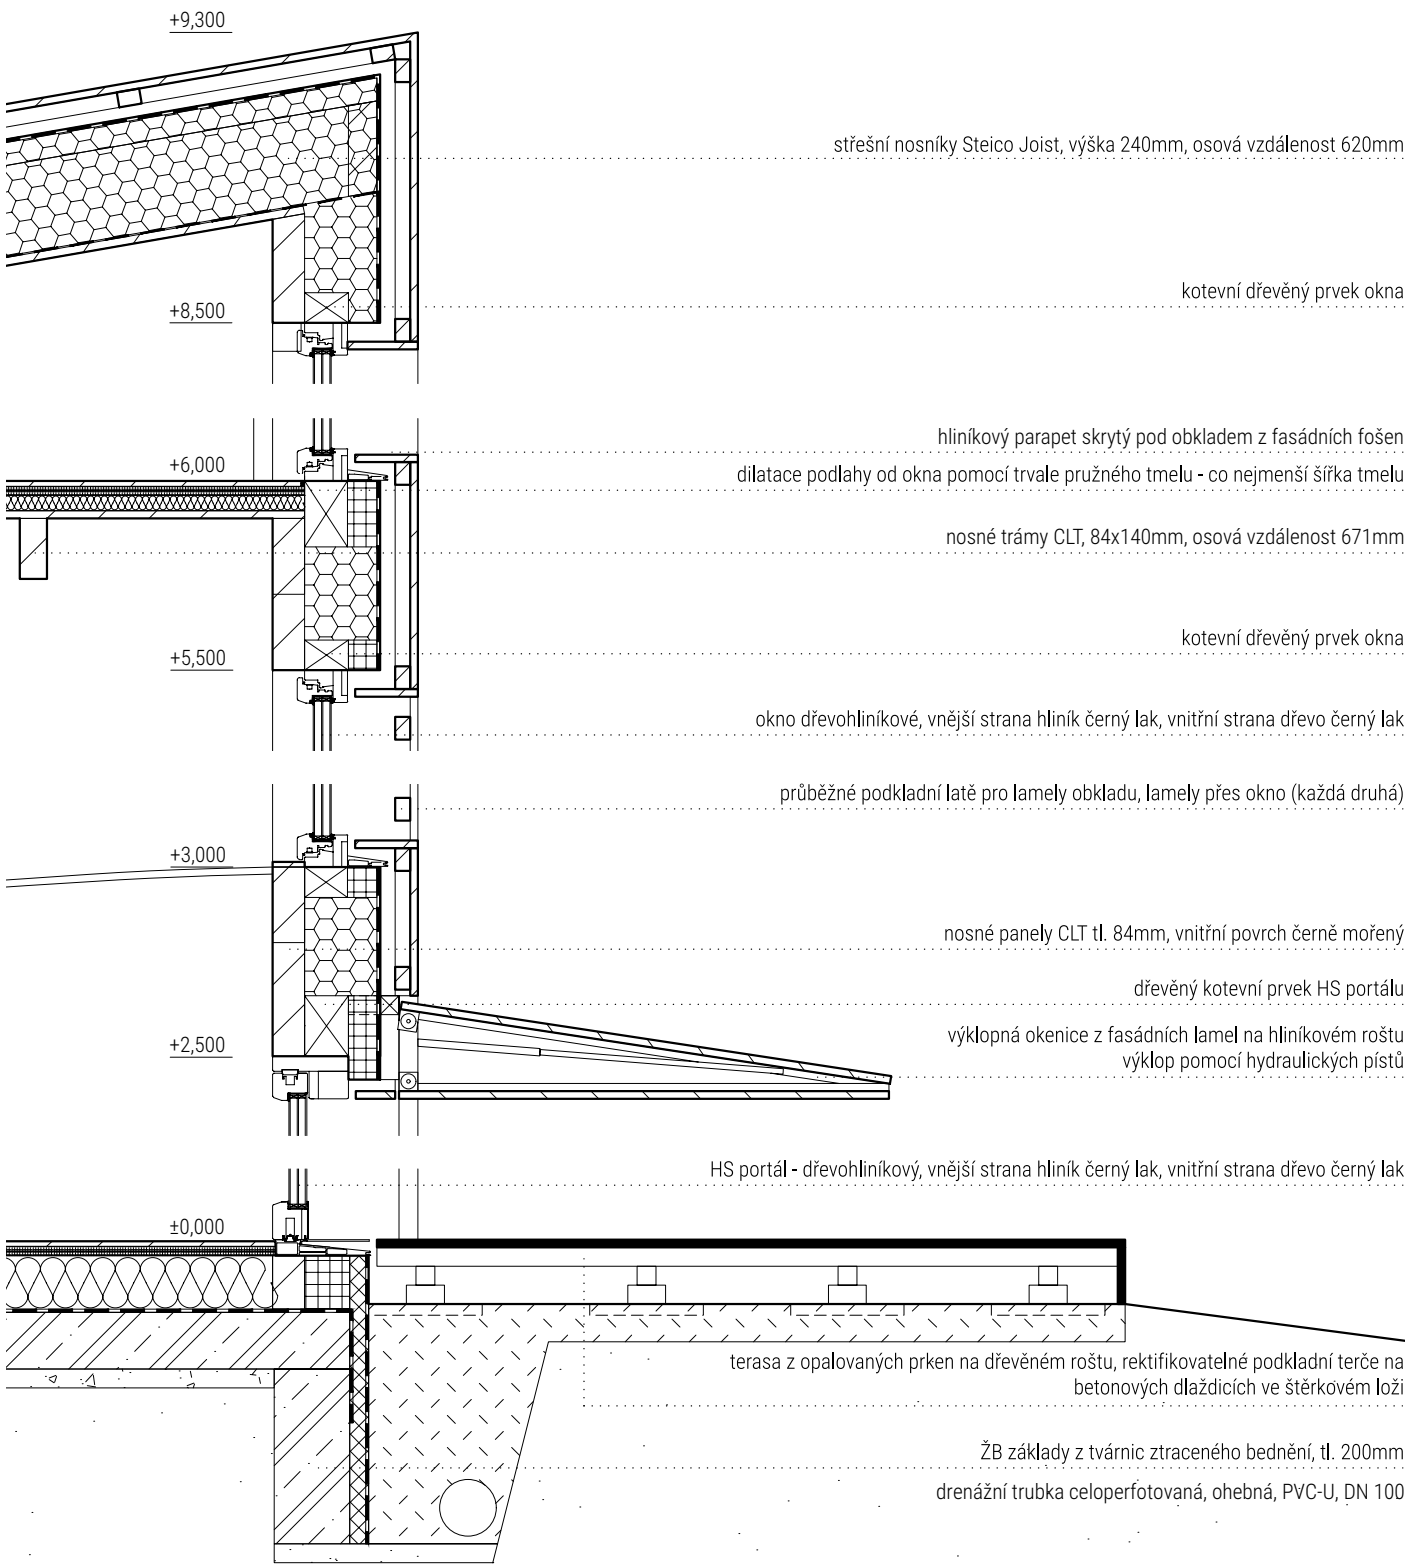 +9,300
střešní nosníky Steico Joist, výška 240mm, osová vzdálenost 620mm
kotevní dřevěný prvek okna
+8,500
hliníkový parapet skrytý pod obkladem z fasádních fošen
+6,000
dilatace podlahy od okna pomocí trvale pružného tmelu - co nejmenší šířka tmelu
nosné trámy CLT, 84x140mm, osová vzdálenost 671mm
kotevní dřevěný prvek okna
+5,500
okno dřevohliníkové, vnější strana hliník černý lak, vnitřní strana dřevo černý lak
průběžné podkladní latě pro lamely obkladu, lamely přes okno (každá druhá)
+3,000
nosné panely CLT tl. 84mm, vnitřní povrch černě mořený
dřevěný kotevní prvek HS portálu
výklopná okenice z fasádních lamel na hliníkovém roštu
+2,500
výklop pomocí hydraulických pístů
HS portál - dřevohliníkový, vnější strana hliník černý lak, vnitřní strana dřevo černý lak
±0,000
terasa z opalovaných prken na dřevěném roštu, rektifikovatelné podkladní terče na
betonových dlaždicích ve štěrkovém loži
ŽB základy z tvárnic ztraceného bednění, tl. 200mm
drenážní trubka celoperfotovaná, ohebná, PVC-U, DN 100